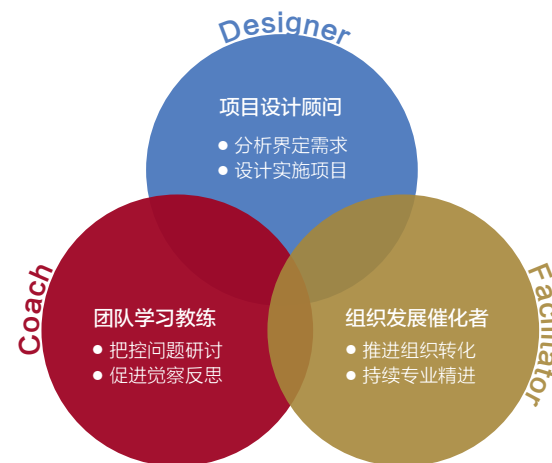 Designer
项目设计顾问
● 分析界定需求
● 设计实施项目
Coach
团队学习教练
● 把控问题研讨
● 促进觉察反思
Facilitator
组织发展催化者
● 推进组织转化
● 持续专业精进